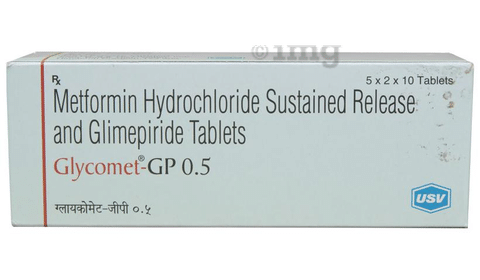 1mg
℞
5 x 2 x 10 Tablets
Metformin Hydrochloride Sustained Release
and Glimepiride Tablets
Glycomet®-GP 0.5
ग्लायकोमेट-जीपी ०.५
USV